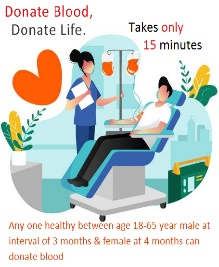 Donate Blood,
Donate Life.
Takes only
15 minutes
Any one healthy between age 18-65 year male at
interval of 3 months & female at 4 months can
donate blood